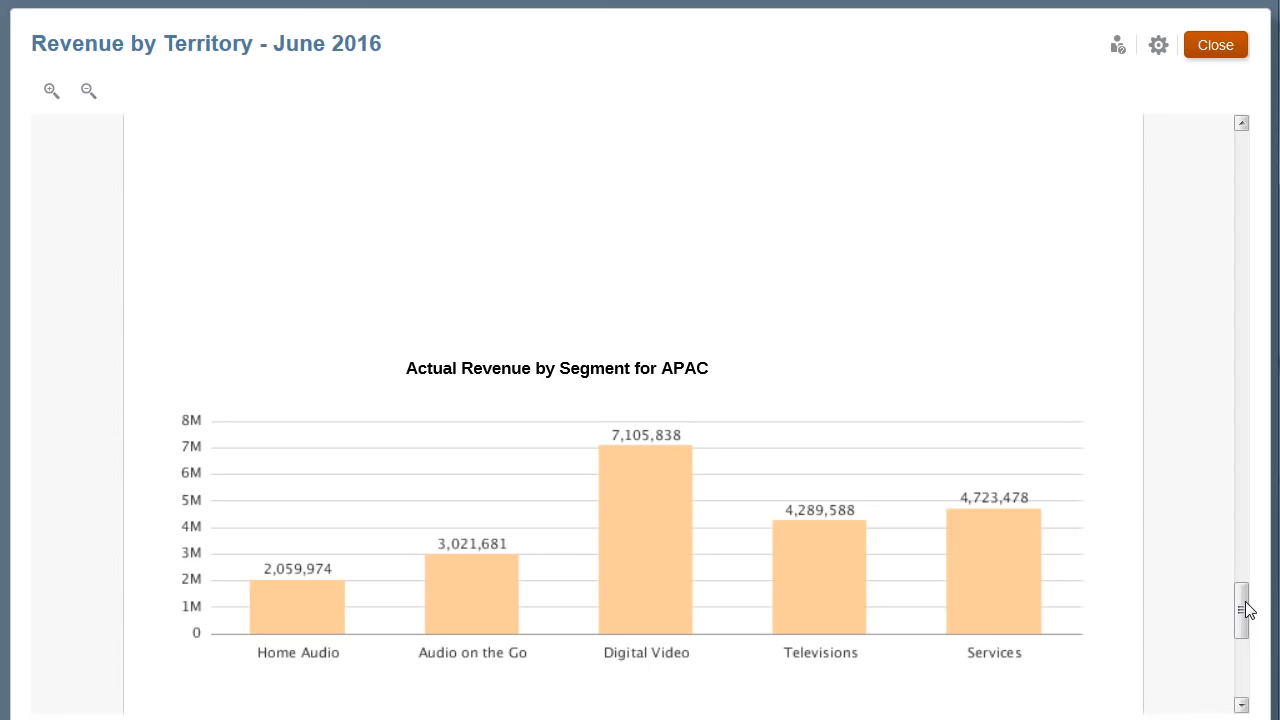 Revenue by Territory - June 2016
Close
Actual Revenue by Segment for APAC
8M
7M
6M
5M
4M
3M
2M
1M
0
2,059,974
3,021,681
7,105,838
4,289,588
4,723,478
Home Audio
Audio on the Go
Digital Video
Televisions
Services